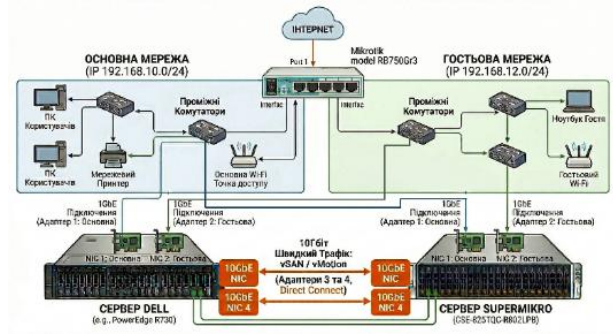 ІНТЕРНЕТ
Port 1
Mikrotik
model RB750Gr3
ОСНОВНА МЕРЕЖА
(IP 192.168.10.0/24)
ГОСТЬОВА МЕРЕЖА
(IP 192.168.12.0/24)
Interfac
Interfac
ПК
Користувачів
Проміжні
Комутатори
Проміжні
Комутатори
Ноутбук Гостя
ПК
Користувачів
Мережевий
Принтер
Основна Wi-Fi
Точка доступу
Гостьовий
Wi-Fi
1GbE
Підключення
(Адаптер 1: Основна)
1GbE
Підключення
(Адаптер 2: Гостьова)
1GbE
Підключення
(Адаптер 1: Основна)
1GbE
Підключення
(Адаптер 2: Гостьова)
NIC 1: Основна
NIC 2: Гостьова
10GbE
NIC
10Гбіт
Швидкий Трафік:
vSAN / vMotion
(Адаптери 3 та 4,
Direct Connect)
10GbE
NIC
NIC 1: Основна
NIC 2: Гостьова
10GbE
NIC 4
10GbE
NIC 4
СЕРВЕР DELL
(e.g., PowerEdge R730)
СЕРВЕР SUPERMIKRO
(CSE-825TQC-R802LPB)